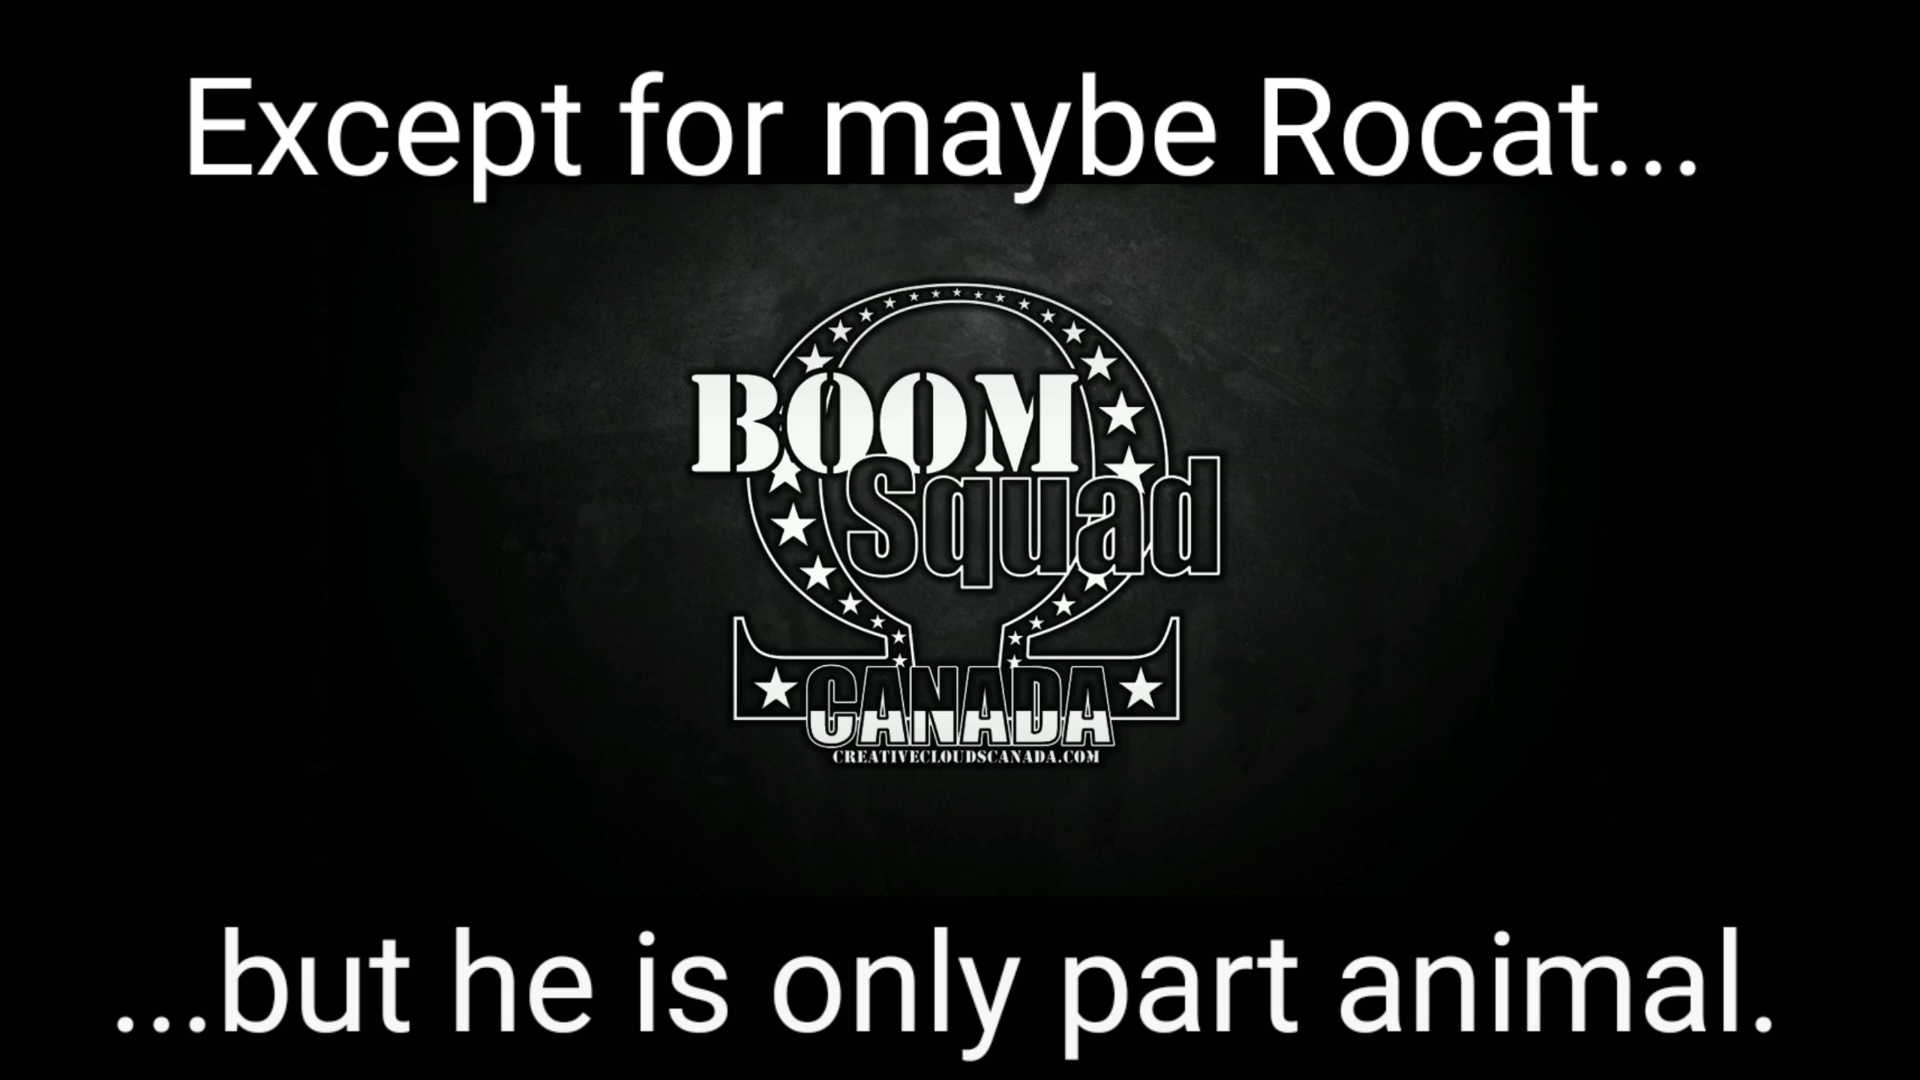 Except for maybe Rocat...
BOOM
Squad
CANADA
CREATIVECLOUDSCANADA.COM
...but he is only part animal.